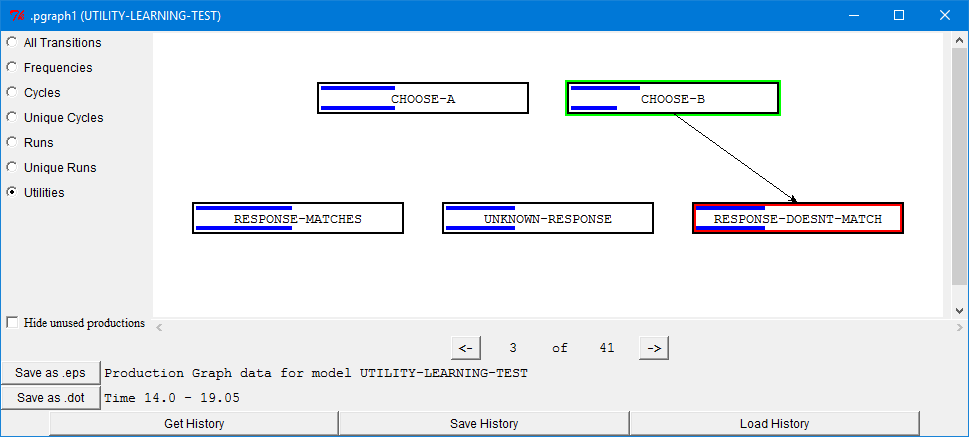 .pgraph1 (UTILITY-LEARNING-TEST)
All Transitions
Frequencies
Cycles
Unique Cycles
Runs
Unique Runs
Utilities
CHOOSE-A
CHOOSE-B
RESPONSE-MATCHES
UNKNOWN-RESPONSE
RESPONSE-DOESNT-MATCH
Hide unused productions
<- 3 of 41 ->
Save as .eps Production Graph data for model UTILITY-LEARNING-TEST
Save as .dot Time 14.0 - 19.05
Get History Save History Load History